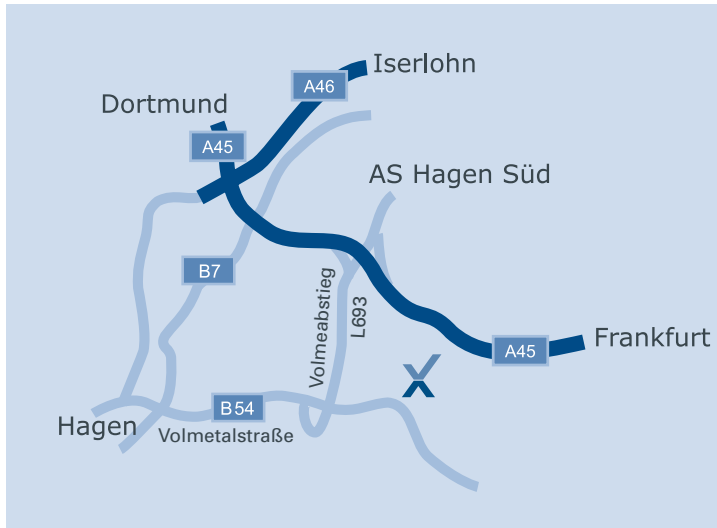 Iserlohn
A46
Dortmund
A45
AS Hagen Süd
B7
Volmeabstieg
L693
A45
Frankfurt
B54
Hagen
Volmetalstraße